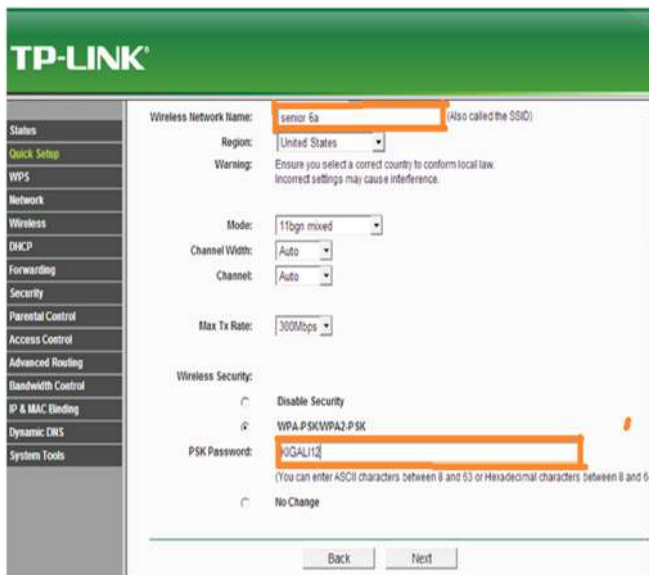 TP-LINK®
Status
Quick Setup
WPS
Network
Wireless
DHCP
Forwarding
Security
Parental Control
Access Control
Advanced Routing
Bandwidth Control
IP & MAC Binding
Dynamic DNS
System Tools
Wireless Network Name: senior 6a (Also called the SSID)
Region: United States
Warning: Ensure you select a correct country to conform local law.
Incorrect settings may cause interference.
Mode: 11bgn mixed
Channel Width: Auto
Channel: Auto
Max Tx Rate: 300Mbps
Wireless Security:
Disable Security
WPA-PSK/WPA2-PSK
PSK Password: KIGALI12
(You can enter ASCII characters between 8 and 63 or Hexadecimal characters between 8 and 6
No Change
Back Next